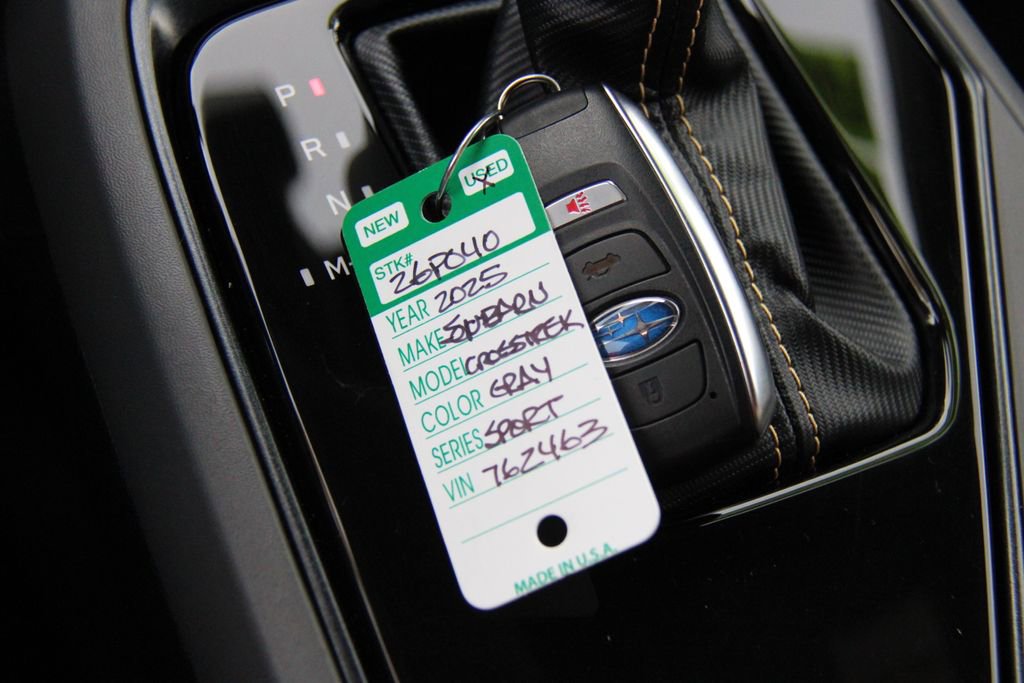 P
R
N
M
NEW USED
STK# 26P040
YEAR 2025
MAKE SUBARU
MODEL CROSSTREK
COLOR GRAY
SERIES SPORT
VIN 762463
MADE IN U.S.A.